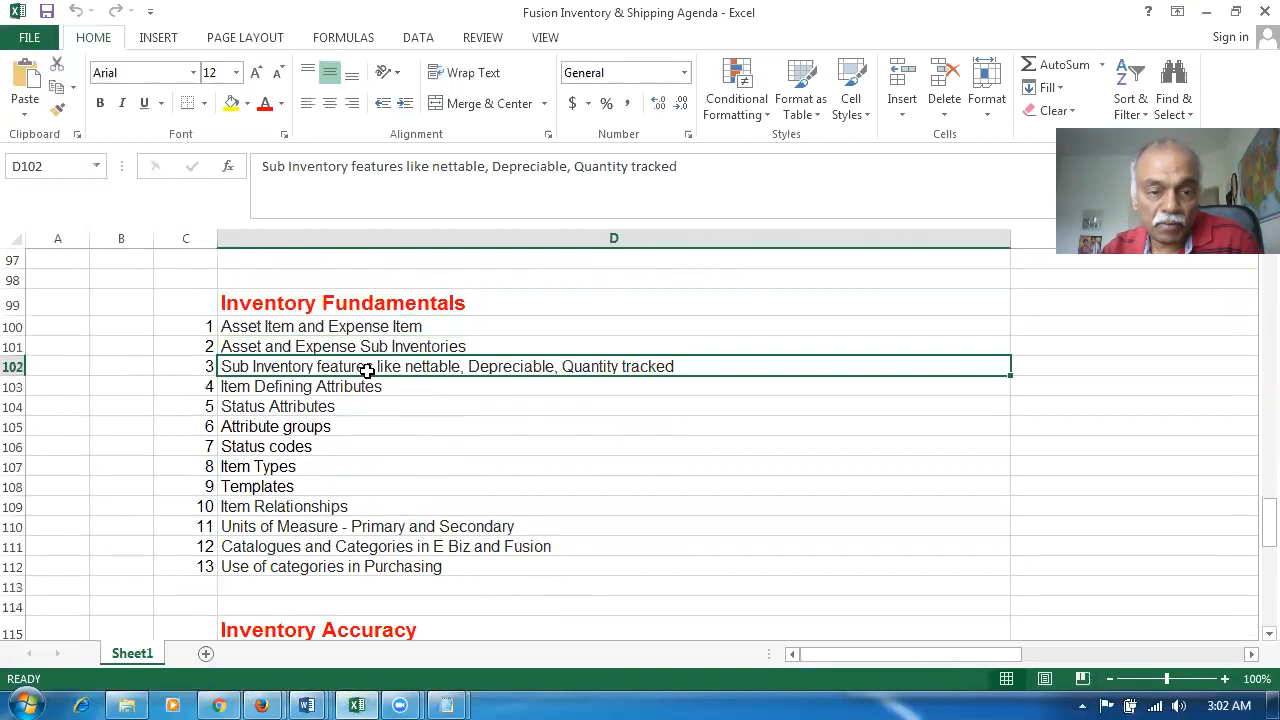 Fusion Inventory & Shipping Agenda - Excel
FILE HOME INSERT PAGE LAYOUT FORMULAS DATA REVIEW VIEW Sign in
Paste
Clipboard
Arial 12
B I U A
Font
Wrap Text
Merge & Center
Alignment
General
$ % ,
Number
Conditional Formatting
Format as Table
Cell Styles
Styles
Insert
Delete
Format
Cells
AutoSum
Fill
Clear
Sort & Filter
Find & Select
D102 fx Sub Inventory features like nettable, Depreciable, Quantity tracked
A B C D
97
98
99 Inventory Fundamentals
100 1 Asset Item and Expense Item
101 2 Asset and Expense Sub Inventories
102 3 Sub Inventory features like nettable, Depreciable, Quantity tracked
103 4 Item Defining Attributes
104 5 Status Attributes
105 6 Attribute groups
106 7 Status codes
107 8 Item Types
108 9 Templates
109 10 Item Relationships
110 11 Units of Measure - Primary and Secondary
111 12 Catalogues and Categories in E Biz and Fusion
112 13 Use of categories in Purchasing
113
114
115 Inventory Accuracy
Sheet1
READY 100%
3:02 AM